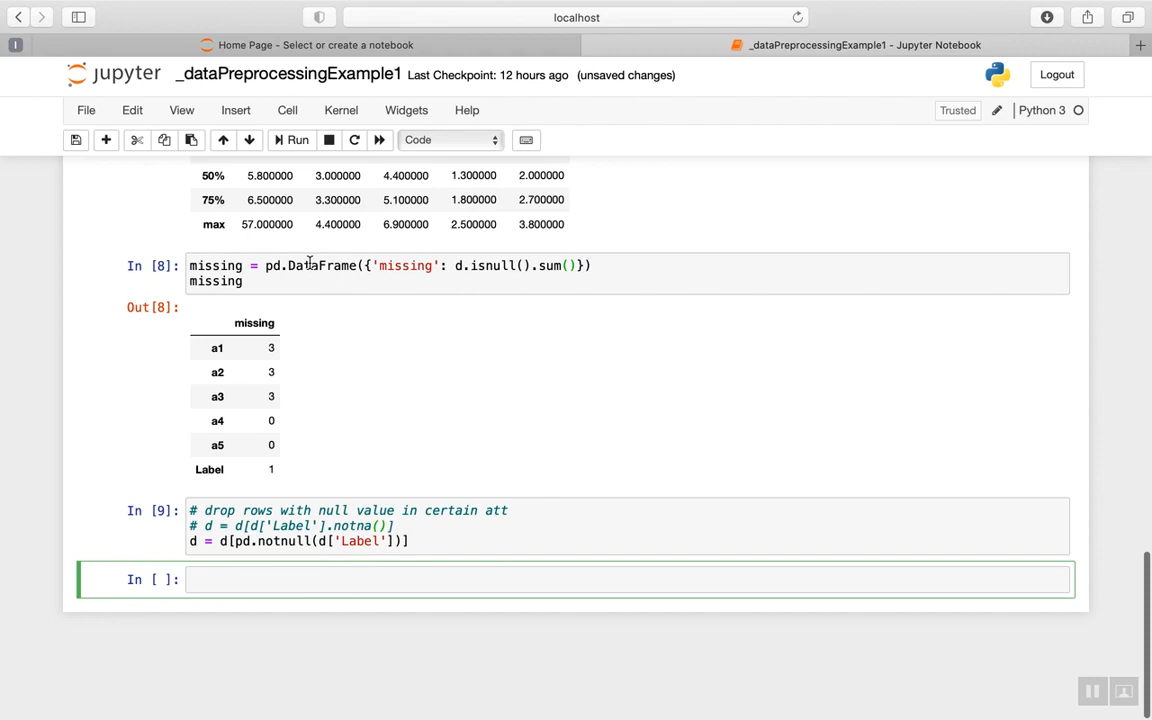 localhost
I
Home Page - Select or create a notebook
_dataPreprocessingExample1 - Jupyter Notebook
jupyter _dataPreprocessingExample1 Last Checkpoint: 12 hours ago (unsaved changes)
Logout
File Edit View Insert Cell Kernel Widgets Help
Trusted
Python 3
Run
Code
50% 5.800000 3.000000 4.400000 1.300000 2.000000
75% 6.500000 3.300000 5.100000 1.800000 2.700000
max 57.000000 4.400000 6.900000 2.500000 3.800000
In [8]: missing = pd.DataFrame({'missing': d.isnull().sum()})
missing
Out[8]:
missing
a1 3
a2 3
a3 3
a4 0
a5 0
Label 1
In [9]: # drop rows with null value in certain att
# d = d[d['Label'].notna()]
d = d[pd.notnull(d['Label'])]
In [ ]: